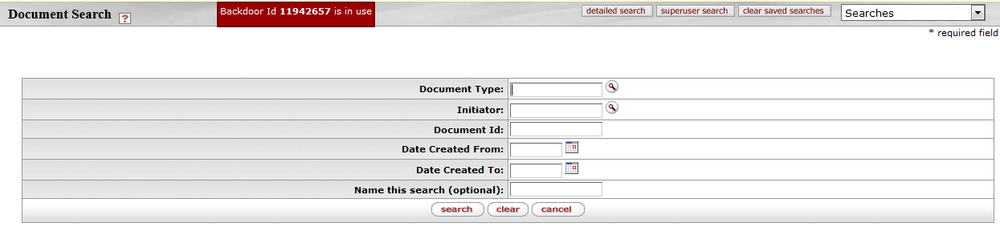 Document Search ?
Backdoor Id 11942657 is in use
detailed search superuser search clear saved searches Searches
* required field
Document Type:
Initiator:
Document Id:
Date Created From:
Date Created To:
Name this search (optional):
search clear cancel